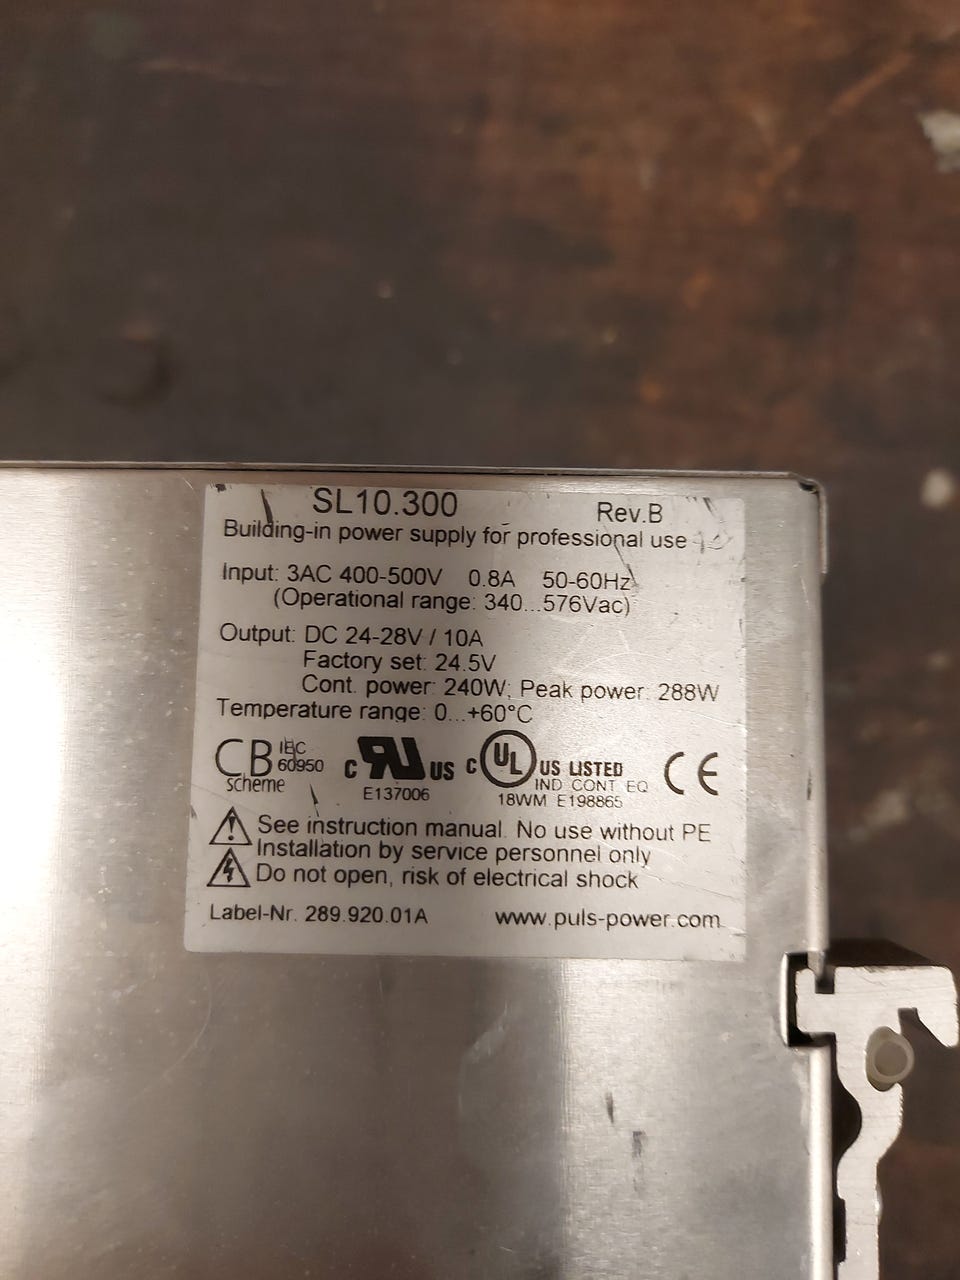 SL10.300 Rev.B
Building-in power supply for professional use
Input: 3AC 400-500V 0.8A 50-60Hz
(Operational range: 340...576Vac)
Output: DC 24-28V / 10A
Factory set: 24.5V
Cont. power: 240W; Peak power: 288W
Temperature range: 0...+60°C
CB IEC
60950
scheme
c RU US
E137006
c UL US LISTED
IND CONT EQ
18WM E198865
CE
See instruction manual. No use without PE
Installation by service personnel only
Do not open, risk of electrical shock
Label-Nr. 289.920.01A www.puls-power.com